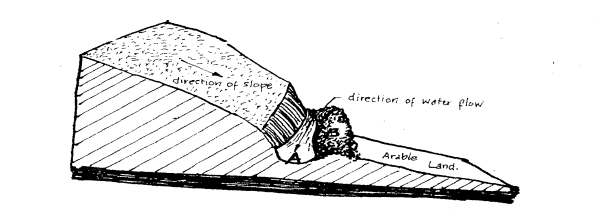 direction of slope
direction of water flow
A
B
Arable Land.